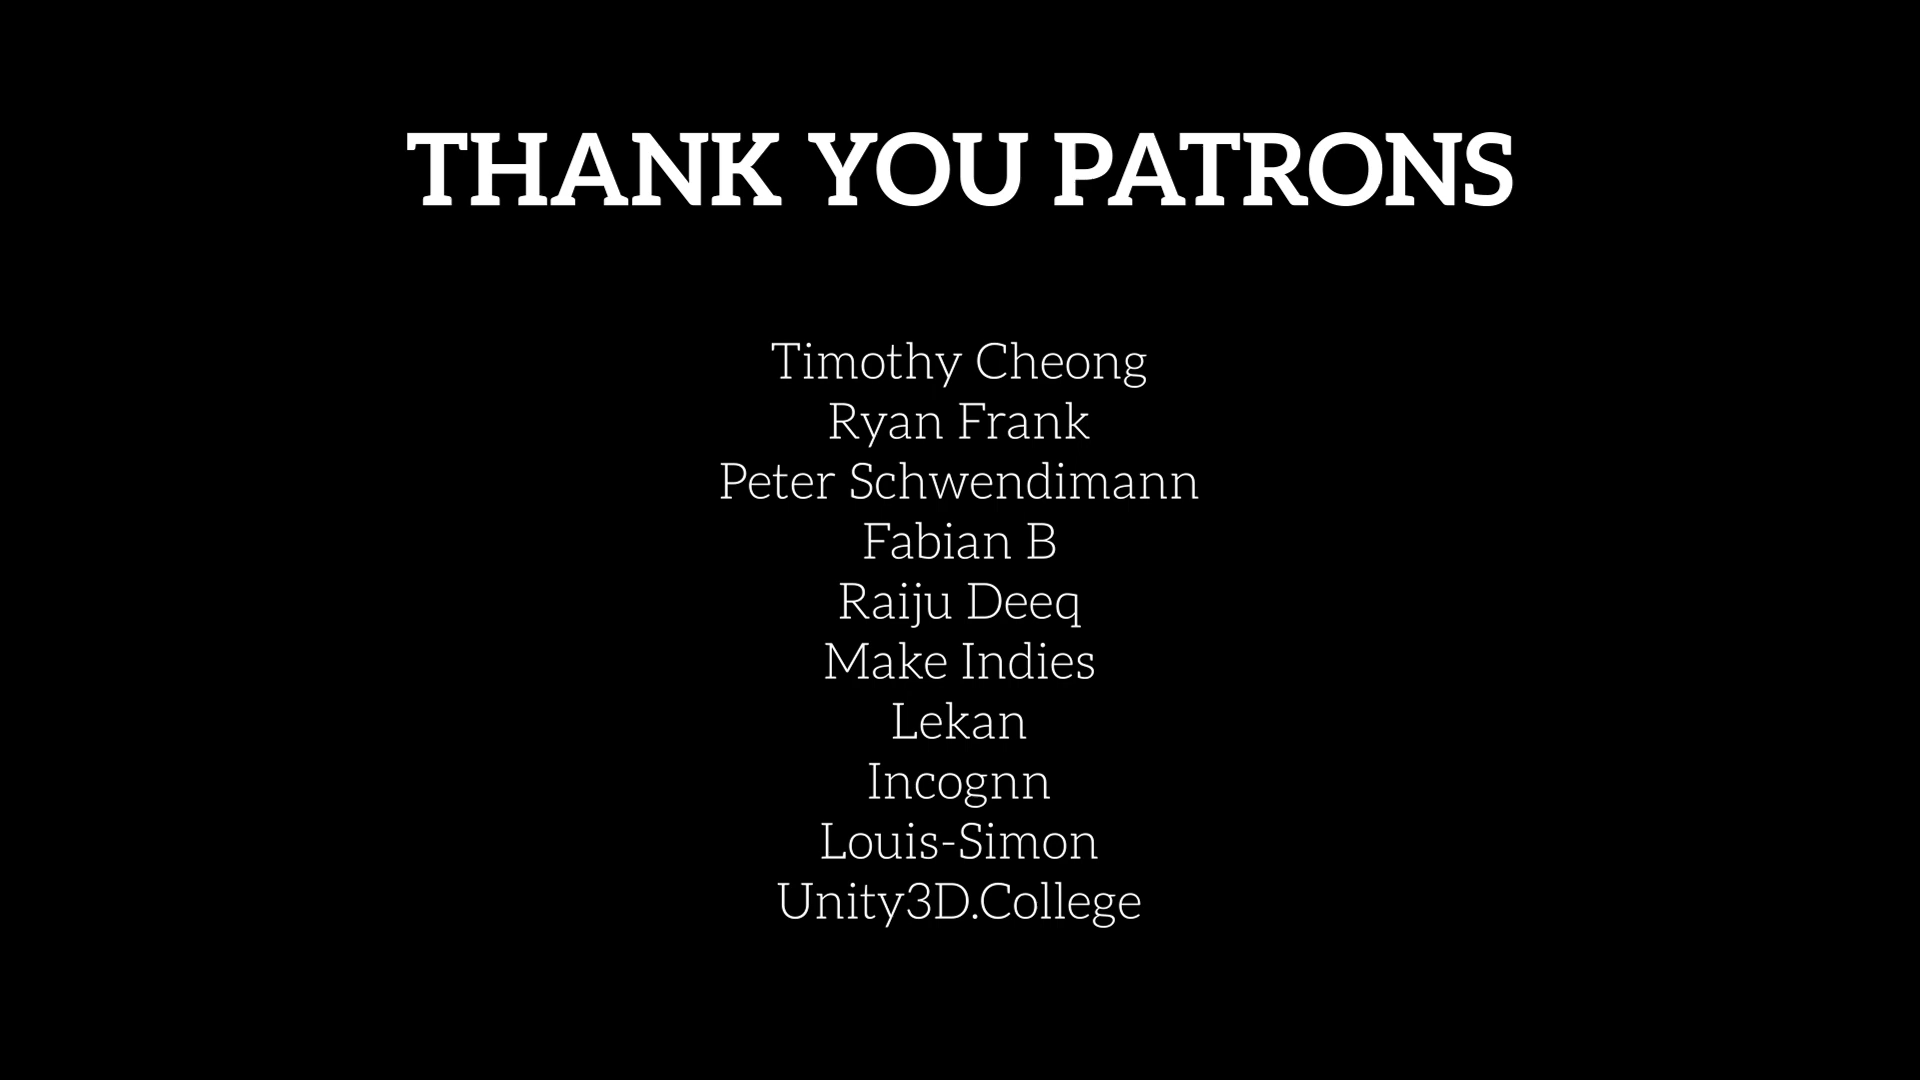 THANK YOU PATRONS
Timothy Cheong
Ryan Frank
Peter Schwendimann
Fabian B
Raiju Deeq
Make Indies
Lekan
Incognn
Louis-Simon
Unity3D.College